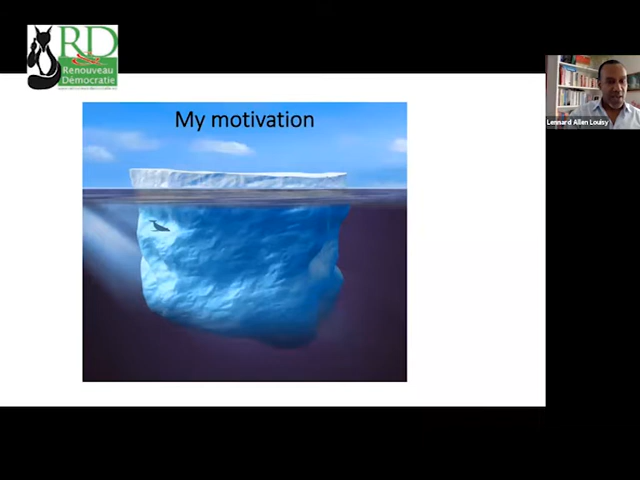 RD
Renouveau
Démocratie
My motivation
Lennard Allen Louisy